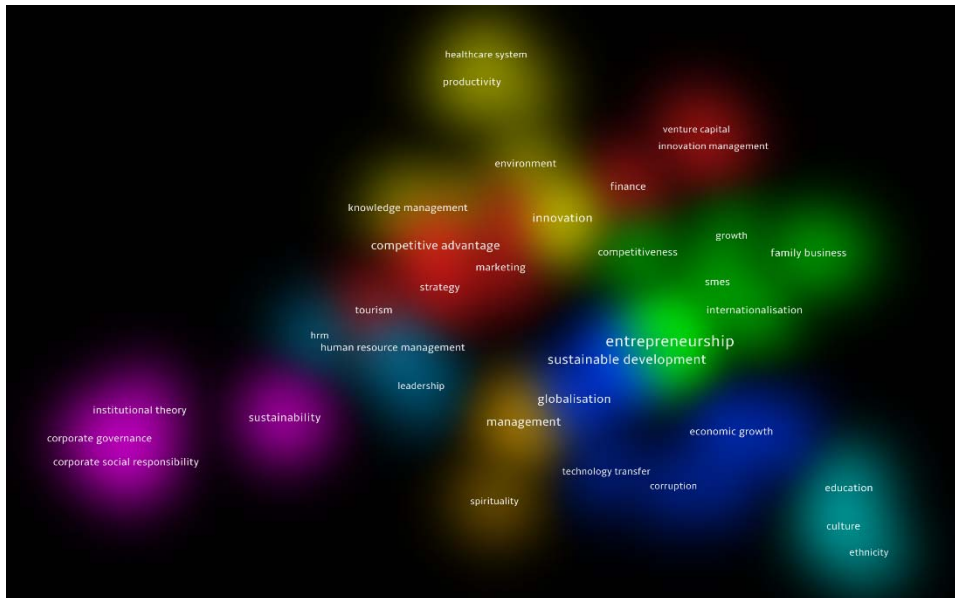 healthcare system
productivity
venture capital
innovation management
environment
finance
knowledge management
innovation
competitive advantage
growth
competitiveness
family business
marketing
strategy
smes
tourism
internationalisation
hrm
human resource management
entrepreneurship
sustainable development
leadership
globalisation
institutional theory
sustainability
management
corporate governance
economic growth
corporate social responsibility
technology transfer
corruption
education
spirituality
culture
ethnicity